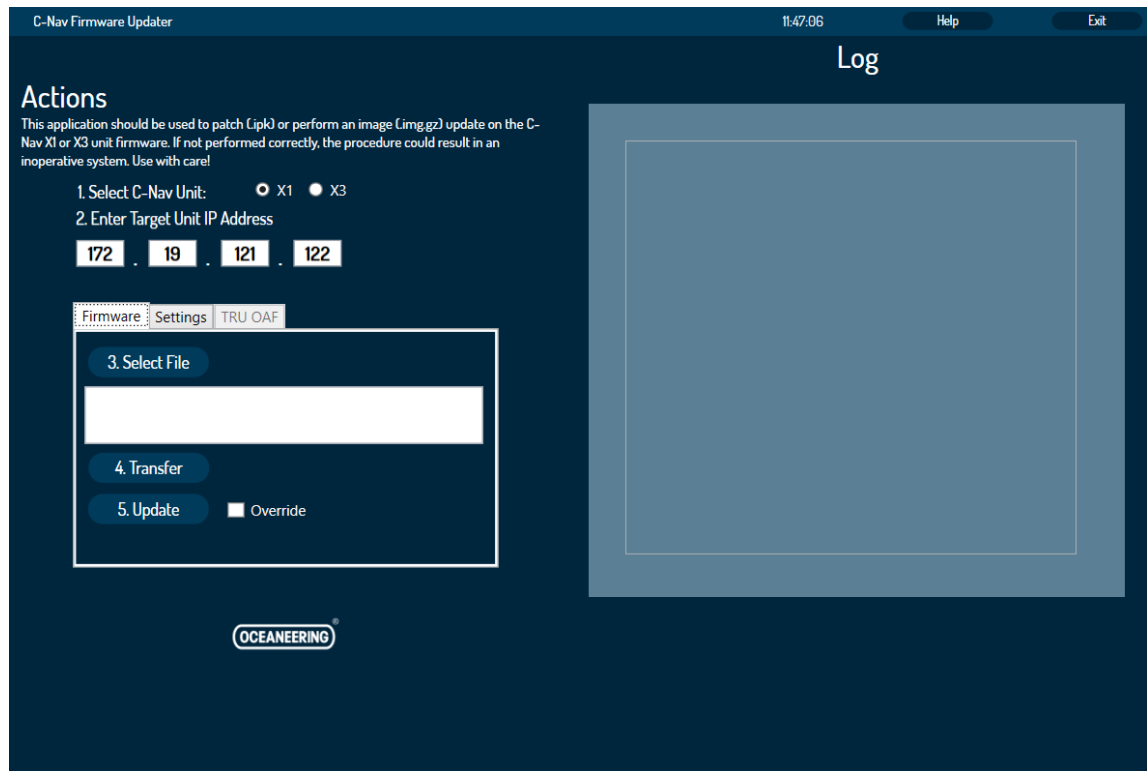 C-Nav Firmware Updater
11:47:06
Help
Exit
Log
Actions
This application should be used to patch (.ipk) or perform an image (.img.gz) update on the C-
Nav X1 or X3 unit firmware. If not performed correctly, the procedure could result in an
inoperative system. Use with care!
1. Select C-Nav Unit: X1 X3
2. Enter Target Unit IP Address
172 . 19 . 121 . 122
Firmware Settings TRU OAF
3. Select File
4. Transfer
5. Update Override
OCEANEERING®